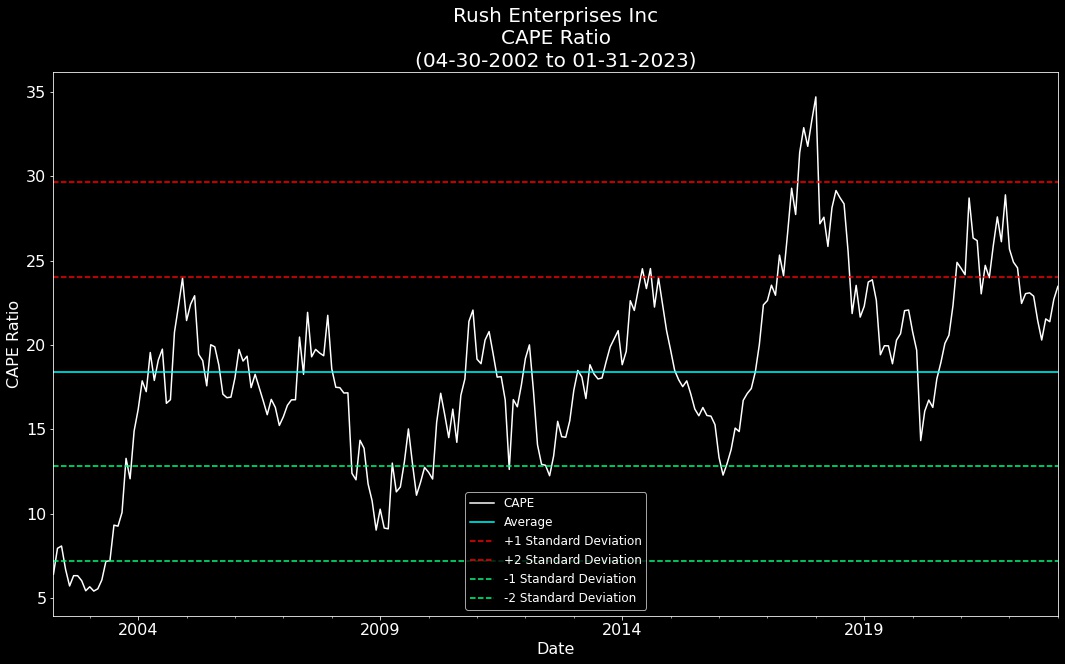 Rush Enterprises Inc
CAPE Ratio
(04-30-2002 to 01-31-2023)
CAPE Ratio
35
30
25
20
15
10
5
CAPE
Average
+1 Standard Deviation
+2 Standard Deviation
-1 Standard Deviation
-2 Standard Deviation
2004 2009 2014 2019
Date